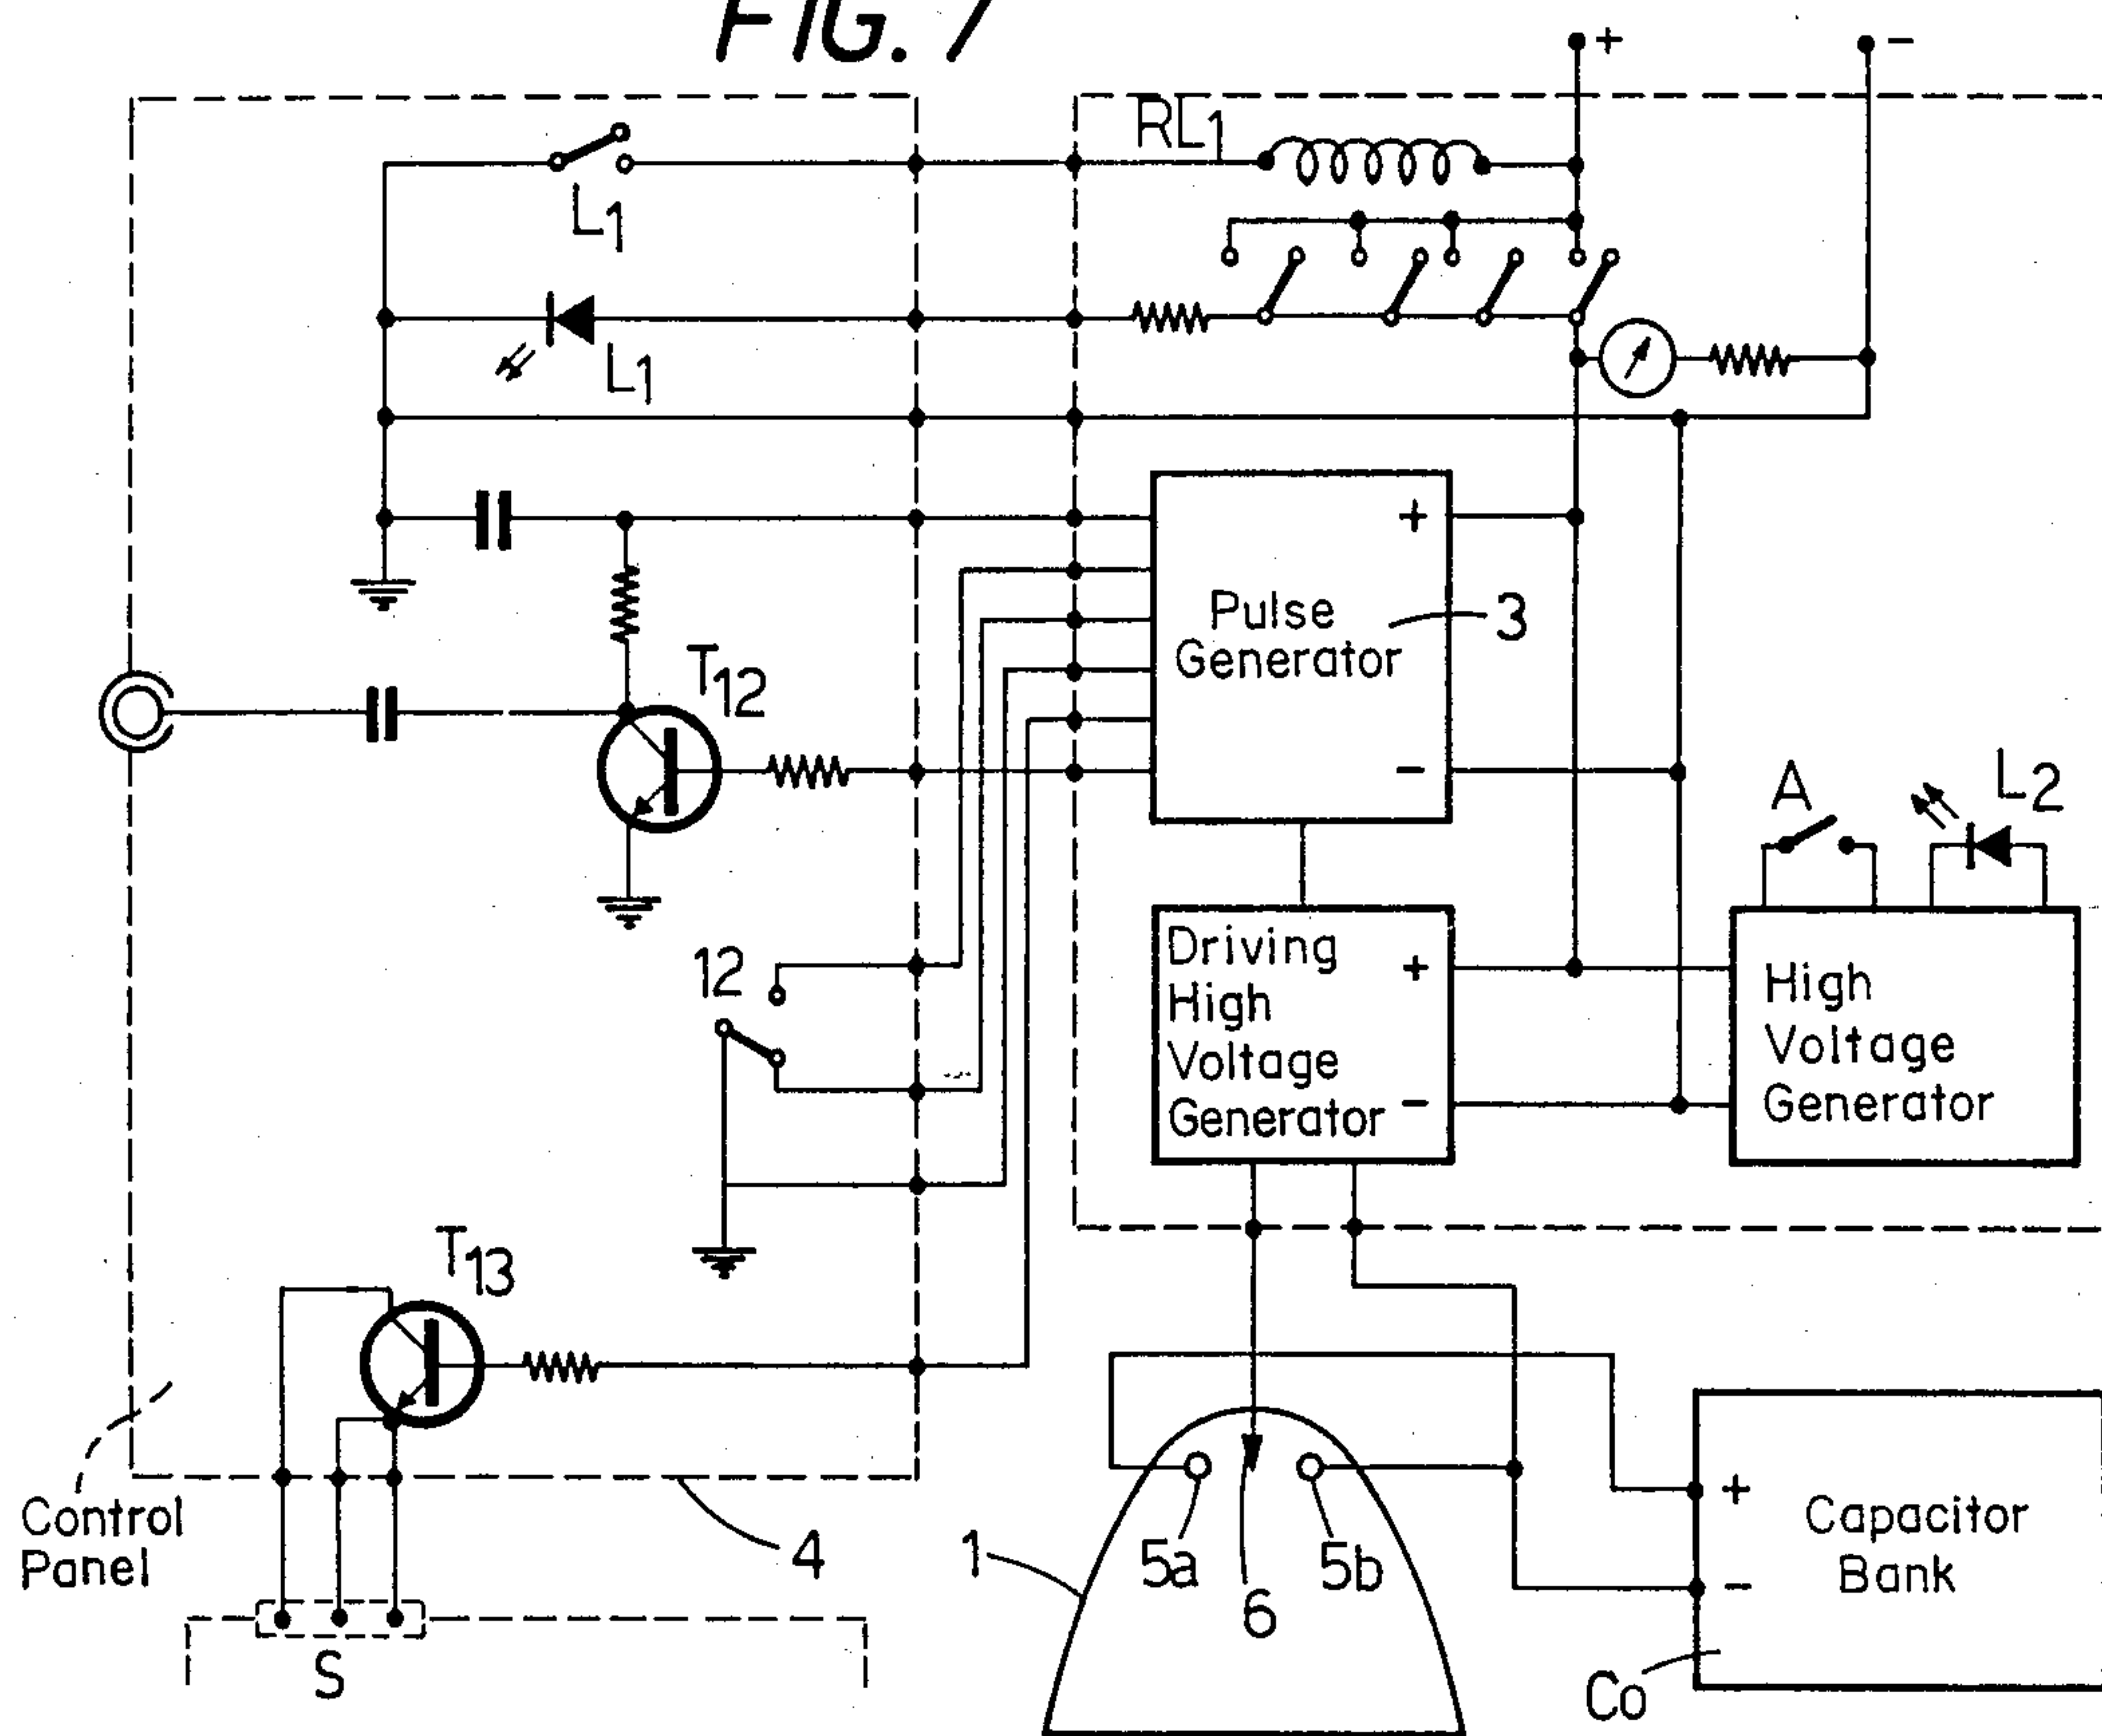 FIG. 7
+ -
RL1
L1
L1
+
Pulse
Generator
3
-
T12
A
L2
12
Driving
High
Voltage
Generator
+
-
High
Voltage
Generator
T13
Control
Panel
4
1
5a
6
5b
+
-
Capacitor
Bank
S
Co